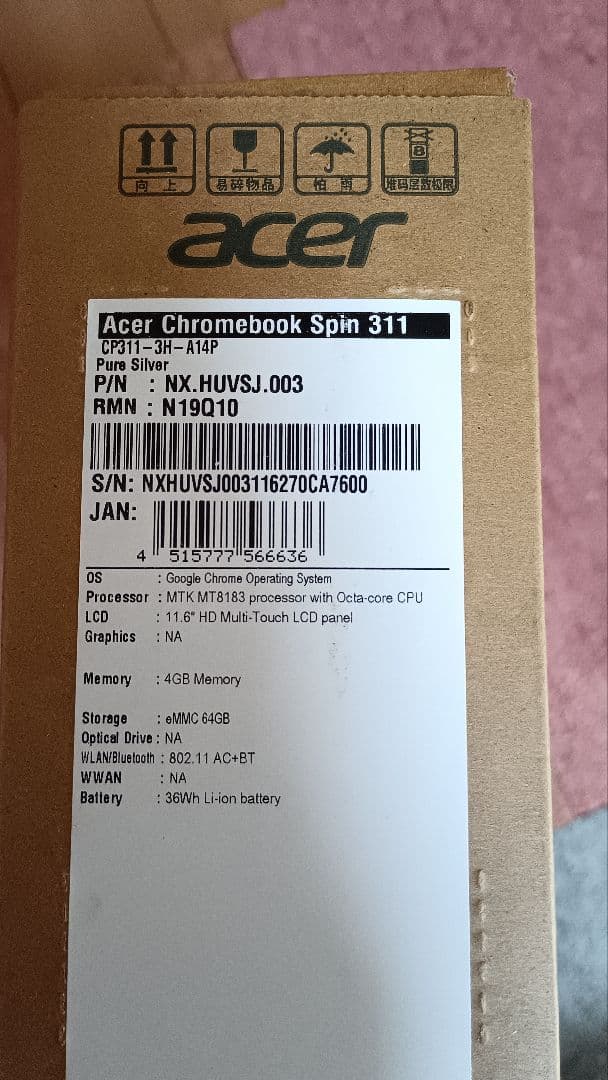 向上
易碎物品
怕雨
B
堆码层数极限
acer
Acer Chromebook Spin 311
CP311-3H-A14P
Pure Silver
P/N : NX.HUVSJ.003
RMN : N19Q10
S/N: NXHUVSJ003116270CA7600
JAN:
4 515777 566636
OS : Google Chrome Operating System
Processor : MTK MT8183 processor with Octa-core CPU
LCD : 11.6" HD Multi-Touch LCD panel
Graphics : NA
Memory : 4GB Memory
Storage : eMMC 64GB
Optical Drive : NA
WLAN/Bluetooth : 802.11 AC+BT
WWAN : NA
Battery : 36Wh Li-ion battery